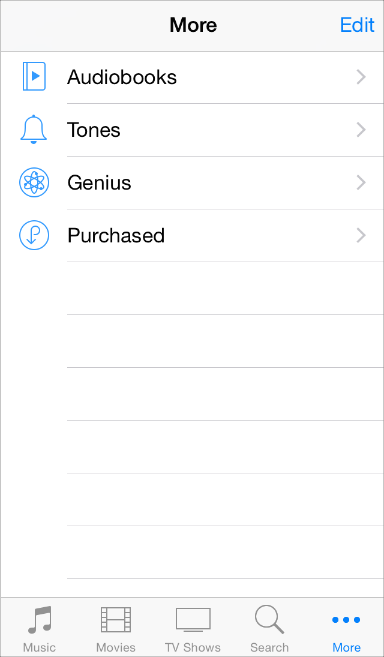 More Edit
Audiobooks
Tones
Genius
Purchased
Music Movies TV Shows Search More